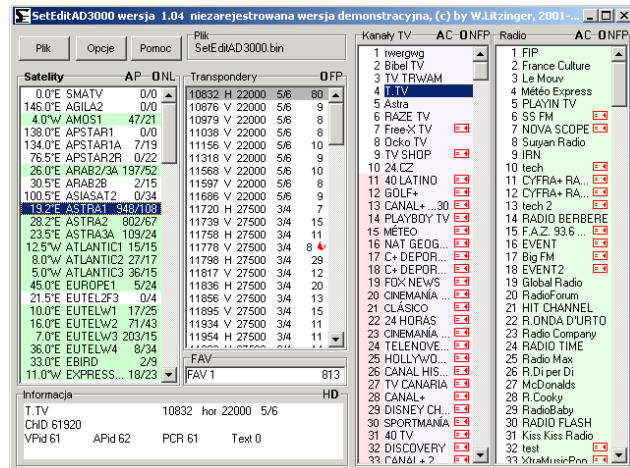 SetEditAD3000 wersja 1.04 niezarejestrowana wersja demonstracyjna, (c) by W.Litzinger, 2001-...
Plik
Opcje
Pomoc
Plik
SetEditAD3000.bin
Satelity A P O N L
0.0°E SMATV 0/0
146.0°E AGILA2 0/0
4.0°W AMOS1 47/21
138.0°E APSTAR1 0/0
134.0°E APSTAR1A 7/19
76.5°E APSTAR2R 0/22
26.0°E ARAB2/3A 197/52
30.5°E ARAB2B 2/15
100.5°E ASIASAT2 0/34
19.2°E ASTRA1 948/108
28.2°E ASTRA2 802/67
23.5°E ASTRA3A 109/24
12.5°W ATLANTIC1 15/15
8.0°W ATLANTIC2 27/17
5.0°W ATLANTIC3 36/15
45.0°E EUROPE1 5/24
21.5°E EUTEL2F3 0/4
10.0°E EUTELW1 17/25
16.0°E EUTELW2 71/43
7.0°E EUTELW3 203/15
36.0°E EUTELW4 8/34
33.0°E EBIRD 2/9
11.0°W EXPRESS... 18/23
Transpondery O F P
10832 H 22000 5/6 80
10876 V 22000 5/6 9
10979 V 22000 5/6 8
11038 V 22000 5/6 8
11156 V 22000 5/6 10
11318 V 22000 5/6 9
11568 V 22000 5/6 10
11597 V 22000 5/6 8
11686 V 22000 5/6 9
11720 H 27500 3/4 7
11739 V 27500 3/4 15
11758 H 27500 3/4 11
11778 V 27500 3/4 8
11798 H 27500 3/4 29
11817 V 27500 3/4 12
11836 H 27500 3/4 20
11856 V 27500 3/4 13
11895 V 27500 3/4 15
11934 V 27500 3/4 11
11954 H 27500 3/4 11
FAV
FAV 1 813
Kanały TV A C O N F P
1 rwergwg
2 Bibel TV
3 TV TRWAM
4 T.TV
5 Astra
6 RAZE TV
7 Free-X TV
8 Ocko TV
9 TV SHOP
10 24.CZ
11 40 LATINO
12 GOLF+
13 CANAL+ ...30
14 PLAYBOY TV
15 MÉTEO
16 NAT GEOG...
17 C+ DEPOR...
18 C+ DEPOR...
19 FOX NEWS
20 CINEMANÍA ...
21 CLÁSICO
22 24 HORAS
23 CINEMANÍA ...
24 TELENOVE...
25 HOLLYWO...
26 CANAL HIS...
27 TV CANARIA
28 CANAL+
29 DISNEY CH...
30 SPORTMANÍA
31 40 TV
32 DISCOVERY
33 CANAL+ 2
Radio A C O N F P
1 FIP
2 France Culture
3 Le Mouv
4 Météo Express
5 PLAYIN TV
6 SS FM
7 NOVA SCOPE
8 Suryan Radio
9 IRN
10 tech
11 CYFRA+ RA...
12 CYFRA+ RA...
13 tech 2
14 RADIO BERBERE
15 F.A.Z. 93.6 ...
16 EVENT
17 Big FM
18 EVENT2
19 Global Radio
20 RadioForum
21 HIT CHANNEL
22 R.ONDA D'URTO
23 Radio Company
24 RADIO TIME
25 Radio Max
26 R.Di per Di
27 McDonalds
28 R.Cooky
29 RadioBaby
30 RADIO FLASH
31 Kiss Kiss Radio
32 test
33 XtraMusicPop
Informacja HD
T.TV 10832 hor 22000 5/6
ChID 61920
VPid 61 APid 62 PCR 61 Text 0